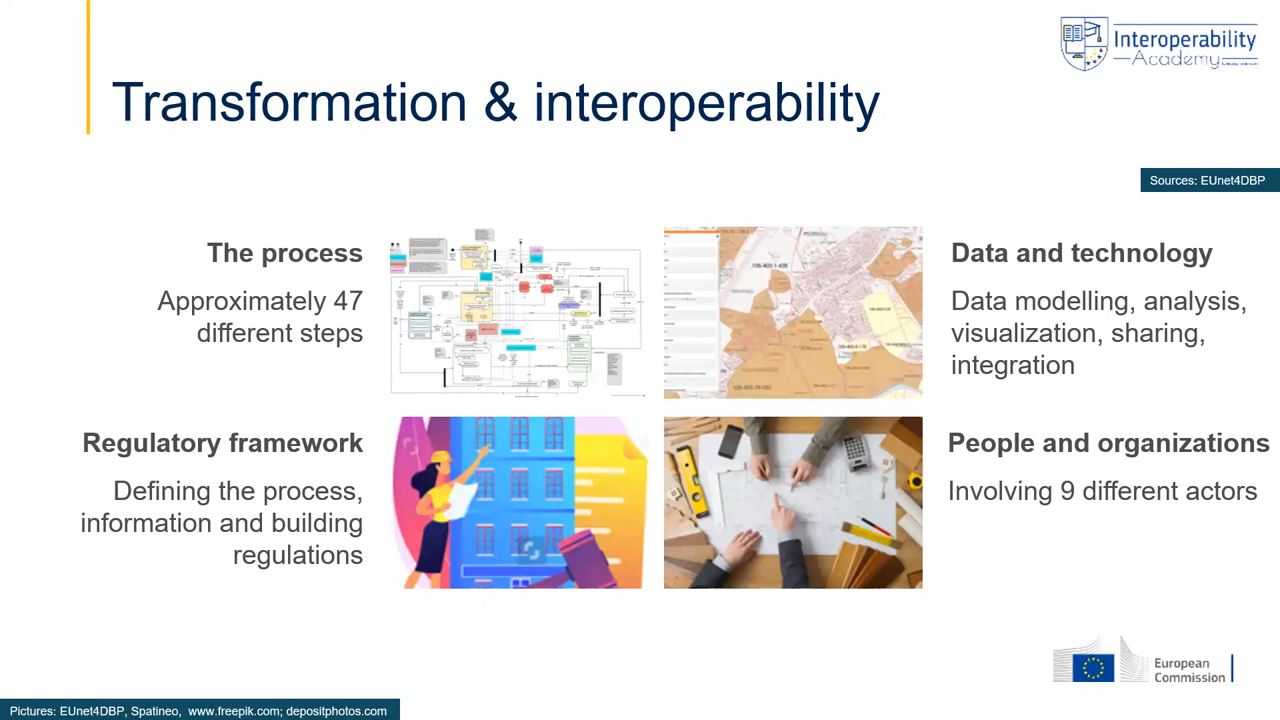 Interoperability
Academy
Transformation & interoperability
Sources: EUnet4DBP
The process
Approximately 47
different steps
Data and technology
Data modelling, analysis,
visualization, sharing,
integration
Regulatory framework
Defining the process,
information and building
regulations
People and organizations
Involving 9 different actors
European
Commission
Pictures: EUnet4DBP, Spatineo, www.freepik.com; depositphotos.com